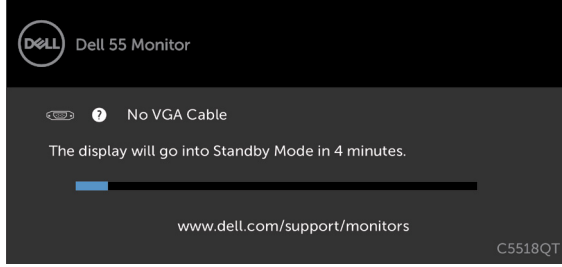 DELL Dell 55 Monitor
? No VGA Cable
The display will go into Standby Mode in 4 minutes.
www.dell.com/support/monitors
C5518QT